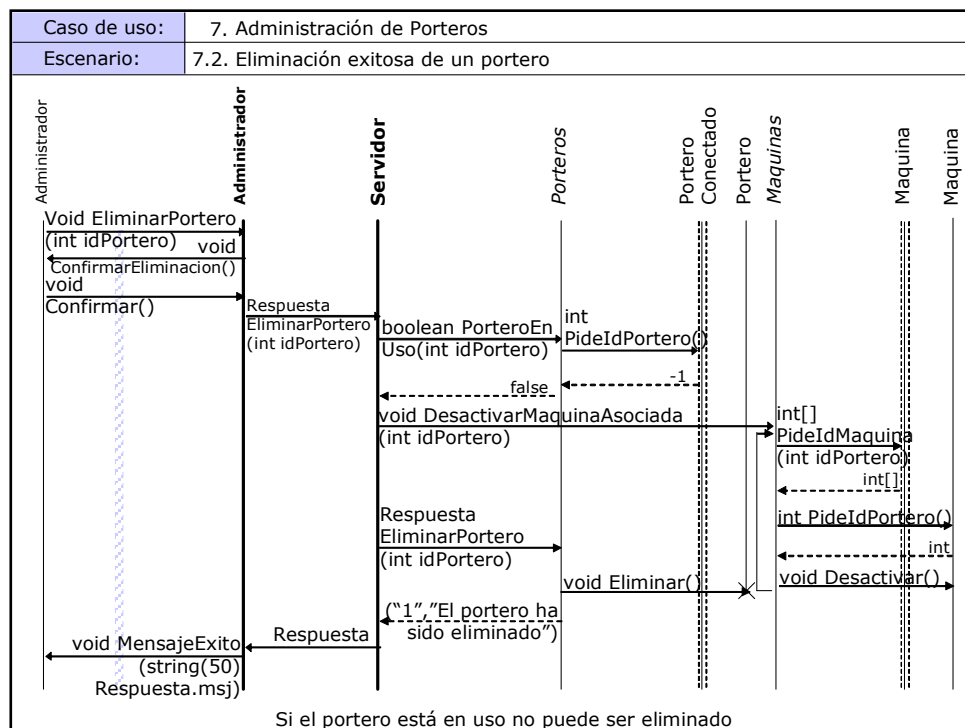 Caso de uso: 7. Administración de Porteros
Escenario: 7.2. Eliminación exitosa de un portero
Administrador
Administrador
Servidor
Porteros
Portero
Conectado
Portero
Maquinas
Maquina
Maquina
Void EliminarPortero
(int idPortero)
void
ConfirmarEliminacion()
void
Confirmar()
Respuesta
EliminarPortero
(int idPortero)
boolean PorteroEn
Uso(int idPortero)
int
PideIdPortero()
-1
false
void DesactivarMaquinaAsociada
(int idPortero)
int[]
PideIdMaquina
(int idPortero)
int[]
Respuesta
EliminarPortero
(int idPortero)
int PideIdPortero()
int
void Eliminar()
void Desactivar()
("1","El portero ha
sido eliminado")
Respuesta
void MensajeExito
(string(50)
Respuesta.msj)
Si el portero está en uso no puede ser eliminado